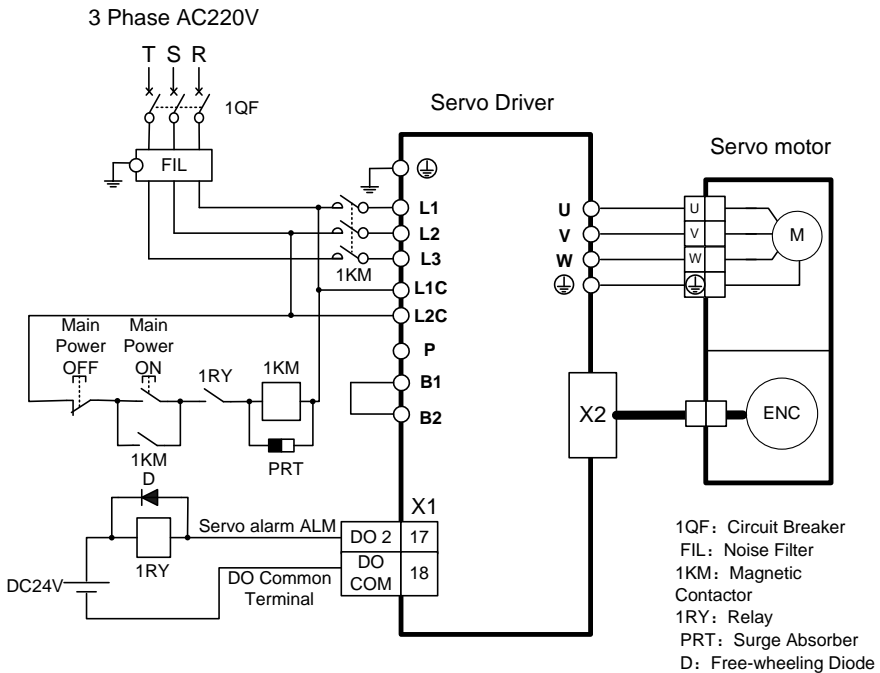 3 Phase AC220V
T S R
1QF
FIL
Servo Driver
Servo motor
L1
L2
L3
1KM
L1C
L2C
P
B1
B2
U
V
W
U
V
W
M
Main Power OFF
Main Power ON
1RY
1KM
1KM
PRT
X2
ENC
D
1RY
DC24V
Servo alarm ALM
DO Common
Terminal
X1
DO 2
17
DO
COM
18
1QF：Circuit Breaker
FIL：Noise Filter
1KM：Magnetic
Contactor
1RY：Relay
PRT：Surge Absorber
D：Free-wheeling Diode